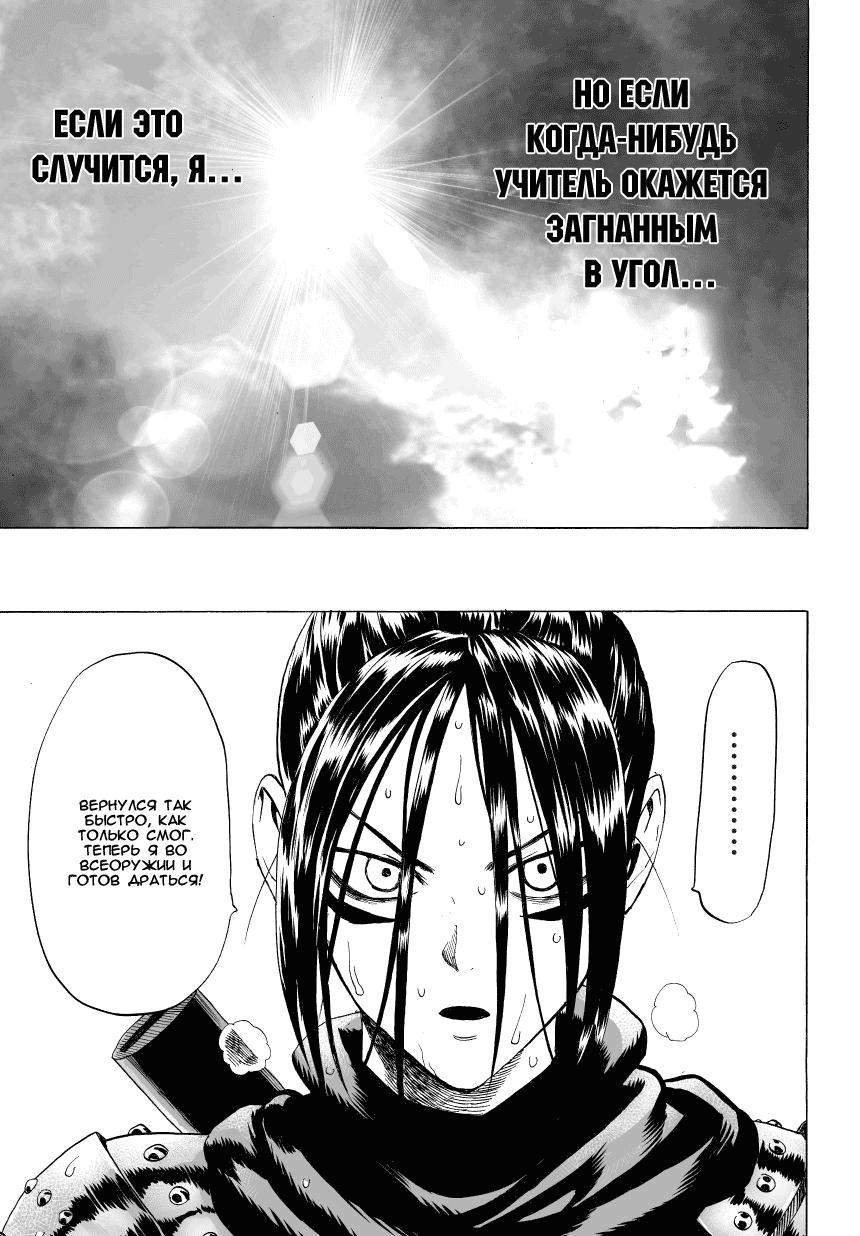 НО ЕСЛИ
КОГДА-НИБУДЬ
УЧИТЕЛЬ ОКАЖЕТСЯ
ЗАГНАННЫМ
В УГОЛ...
ЕСЛИ ЭТО
СЛУЧИТСЯ, Я...
.........
ВЕРНУЛСЯ ТАК
БЫСТРО, КАК
ТОЛЬКО СМОГ.
ТЕПЕРЬ Я ВО
ВСЕОРУЖИИ И
ГОТОВ ДРАТЬСЯ!